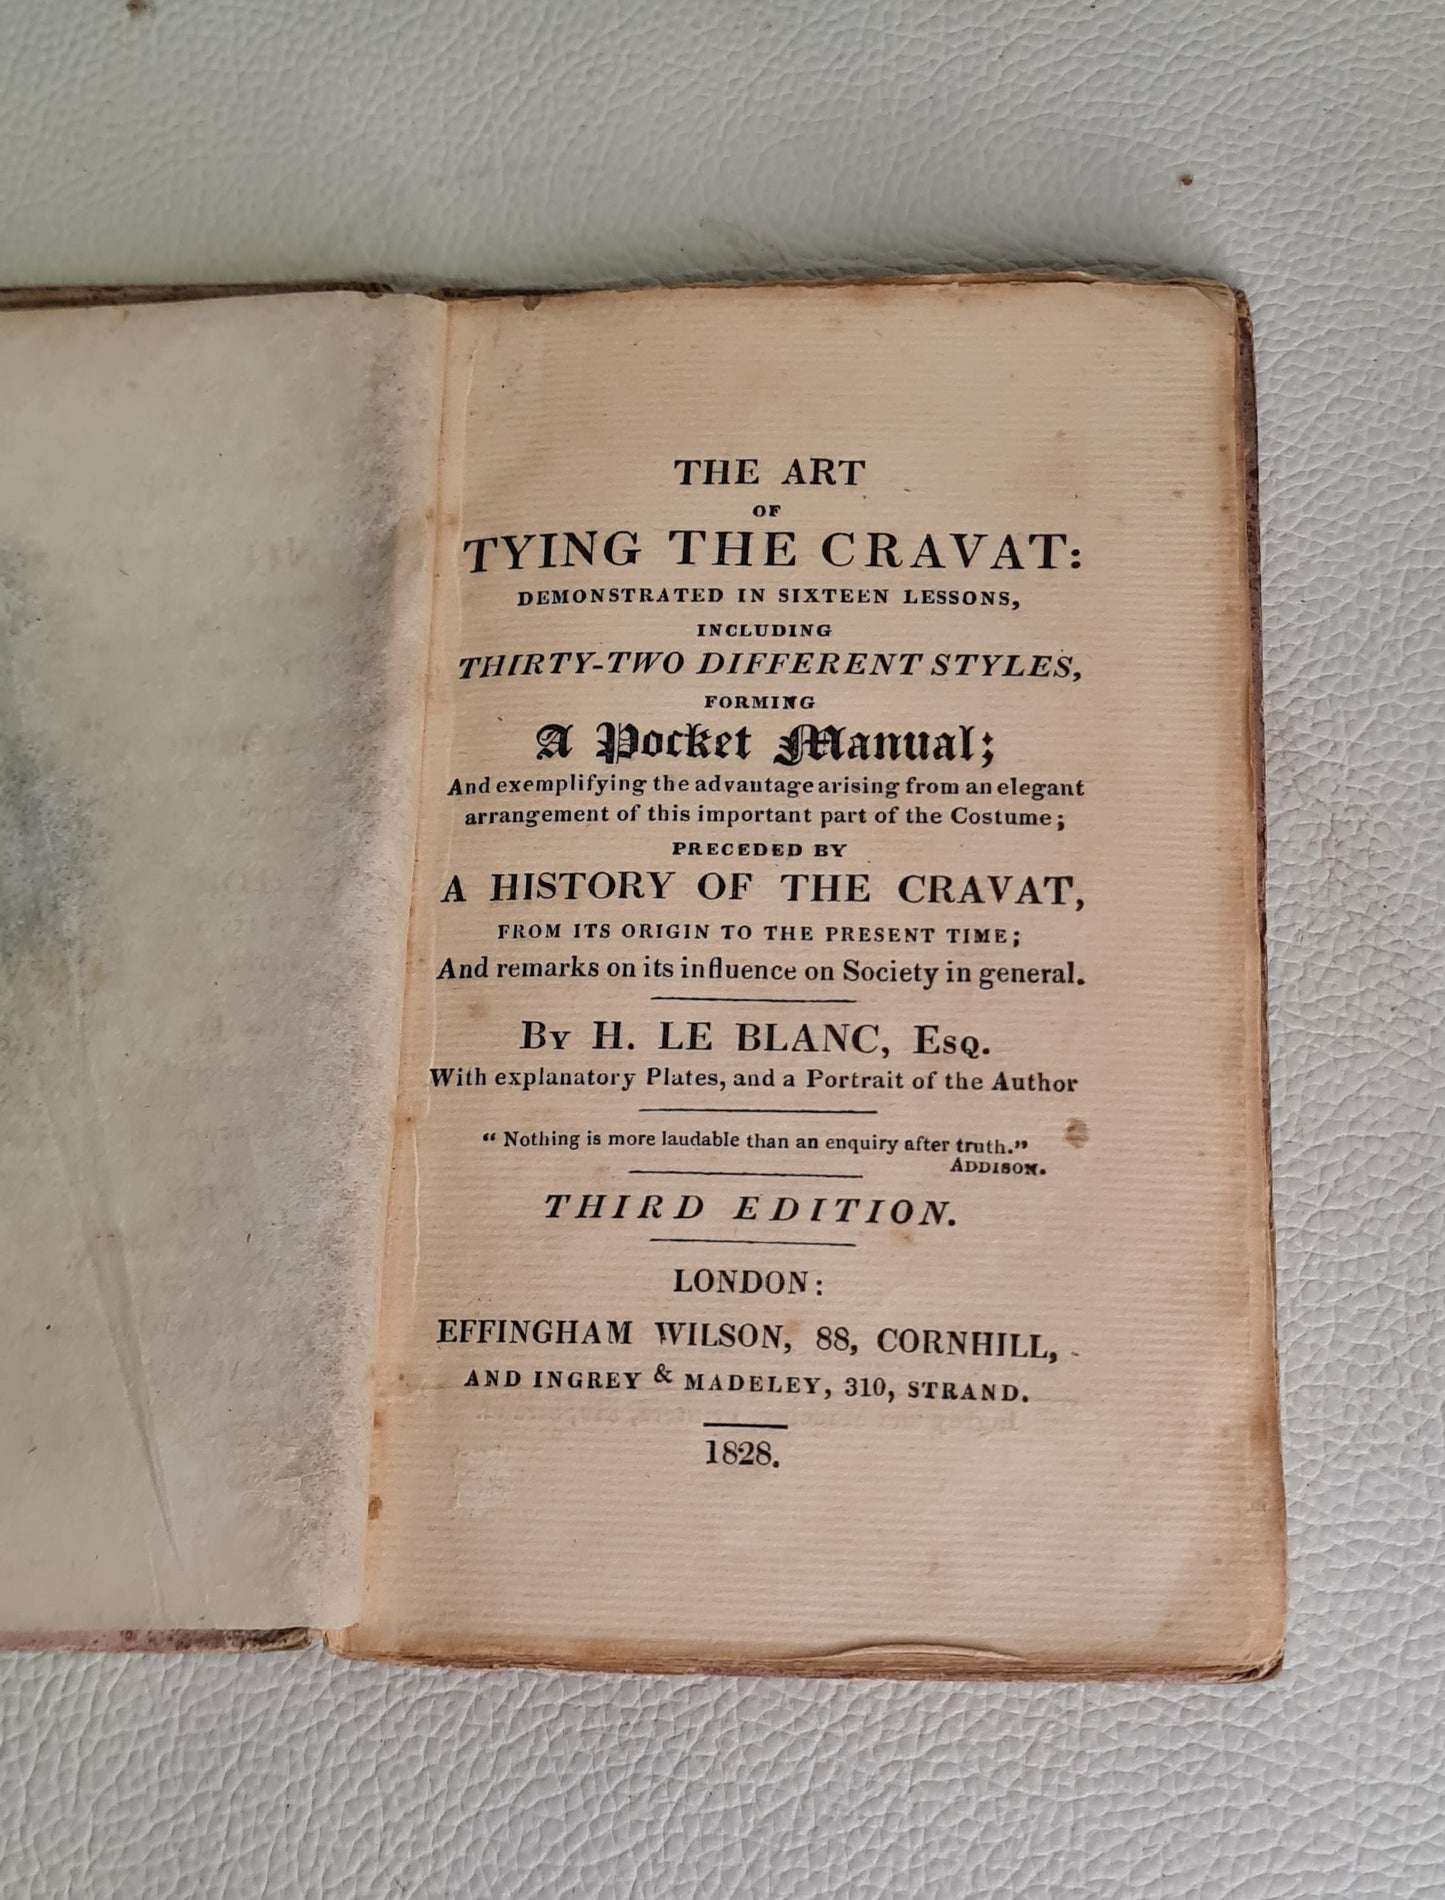 THE ART
OF
TYING THE CRAVAT:
DEMONSTRATED IN SIXTEEN LESSONS,
INCLUDING
THIRTY-TWO DIFFERENT STYLES,
FORMING
A Pocket Manual;
And exemplifying the advantage arising from an elegant
arrangement of this important part of the Costume;
PRECEDED BY
A HISTORY OF THE CRAVAT,
FROM ITS ORIGIN TO THE PRESENT TIME;
And remarks on its influence on Society in general.
BY H. LE BLANC, ESQ.
With explanatory Plates, and a Portrait of the Author
“ Nothing is more laudable than an enquiry after truth.”
ADDISON.
THIRD EDITION.
LONDON:
EFFINGHAM WILSON, 88, CORNHILL,
AND INGREY & MADELEY, 310, STRAND.
1828.